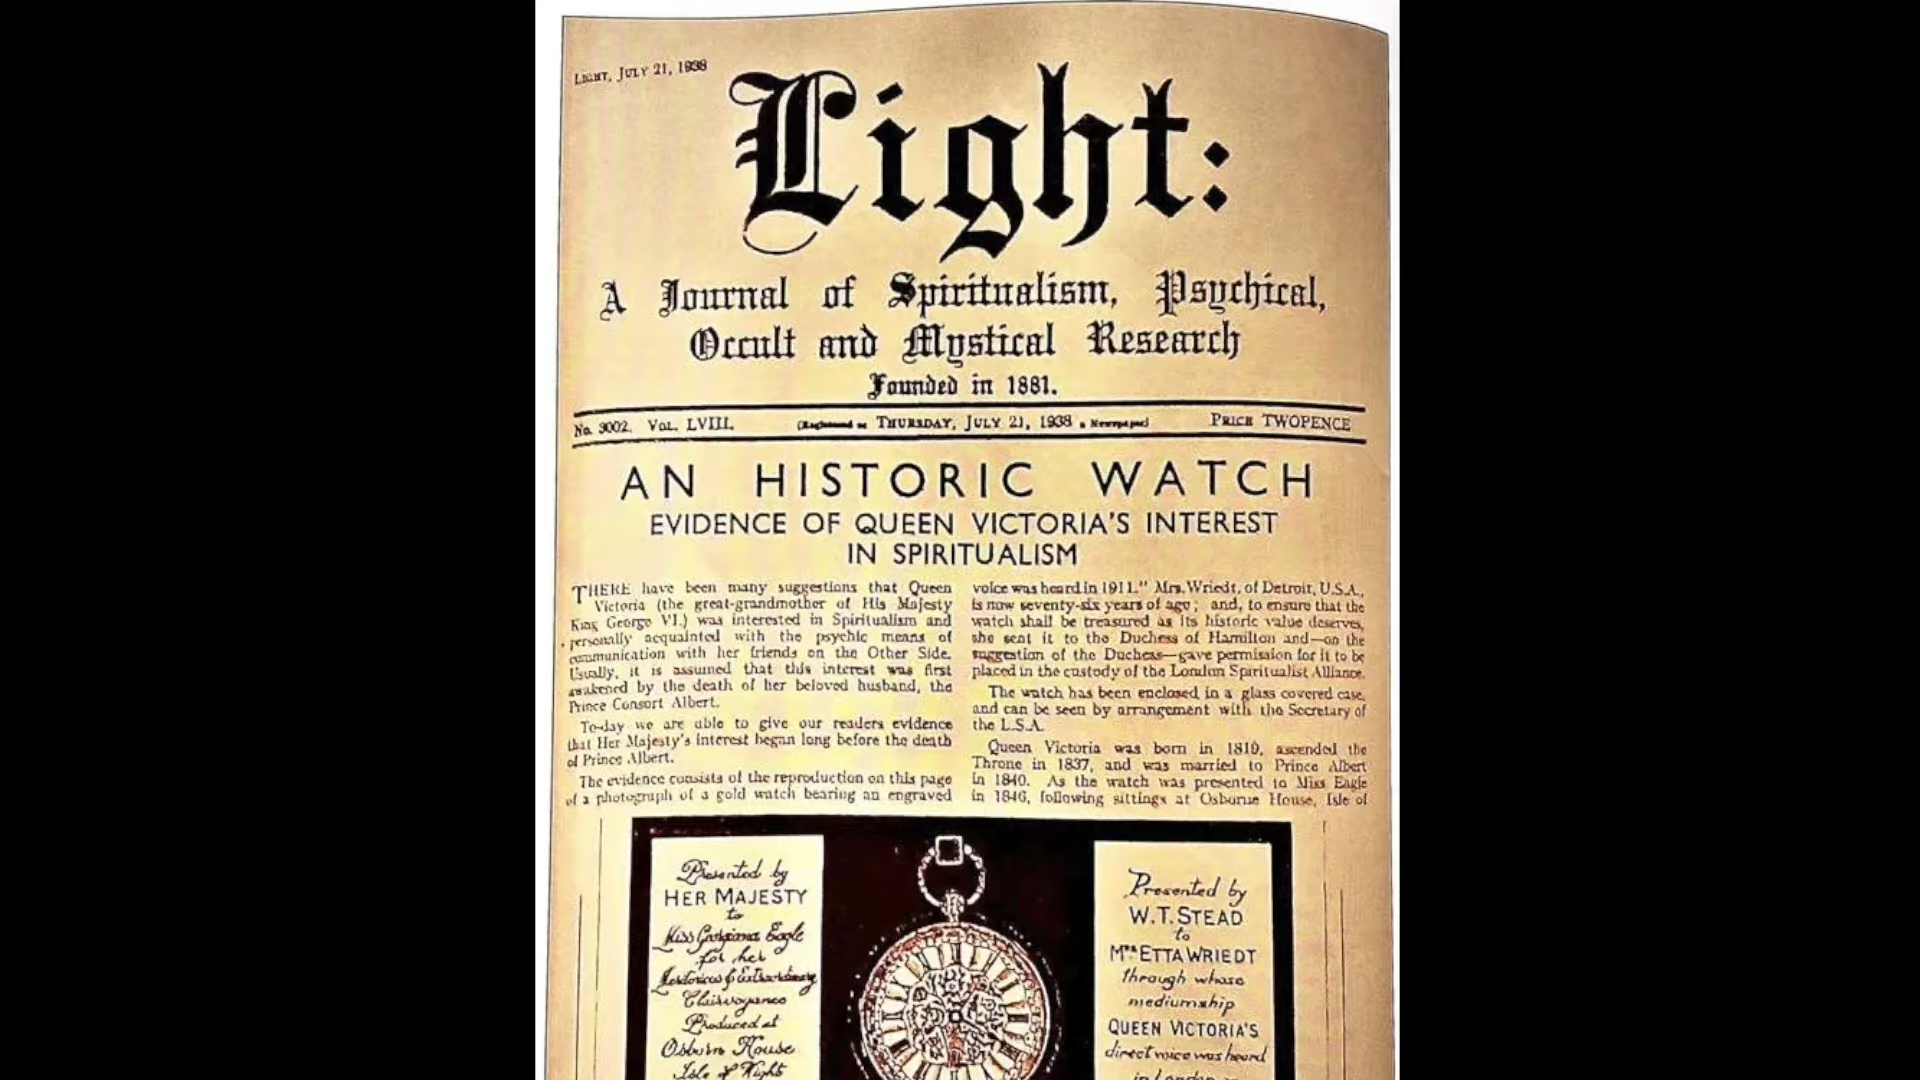 LIGHT, JULY 21, 1938
Light:
A Journal of Spiritualism, Psychical,
Occult and Mystical Research
Founded in 1881.
No. 3002. VOL. LVIII. (Registered as THURSDAY, JULY 21, 1938 a Newspaper) PRICE TWOPENCE
AN HISTORIC WATCH
EVIDENCE OF QUEEN VICTORIA'S INTEREST
IN SPIRITUALISM
THERE have been many suggestions that Queen
Victoria (the great-grandmother of His Majesty
King George VI.) was interested in Spiritualism and
personally acquainted with the psychic means of
communication with her friends on the Other Side.
Usually, it is assumed that this interest was first
awakened by the death of her beloved husband, the
Prince Consort Albert.
To-day we are able to give our readers evidence
that Her Majesty's interest began long before the death
of Prince Albert.
The evidence consists of the reproduction on this page
of a photograph of a gold watch bearing an engraved
voice was heard in 1911." Mrs. Wriedt, of Detroit, U.S.A.,
is now seventy-six years of age; and, to ensure that the
watch shall be treasured as its historic value deserves,
she sent it to the Duchess of Hamilton and—on the
suggestion of the Duchess—gave permission for it to be
placed in the custody of the London Spiritualist Alliance.
The watch has been enclosed in a glass covered case,
and can be seen by arrangement with the Secretary of
the L.S.A.
Queen Victoria was born in 1819, ascended the
Throne in 1837, and was married to Prince Albert
in 1840. As the watch was presented to Miss Eagle
in 1846, following sittings at Osborne House, Isle of
Presented by
HER MAJESTY
to
Miss Georgiana Eagle
for her
Meritorious & Extraordinary
Clairvoyance
Produced at
Osburn House
Isle of Wight
Presented by
W.T. STEAD
to
MRS ETTA WRIEDT
through whose
mediumship
QUEEN VICTORIA'S
direct voice was heard
in London